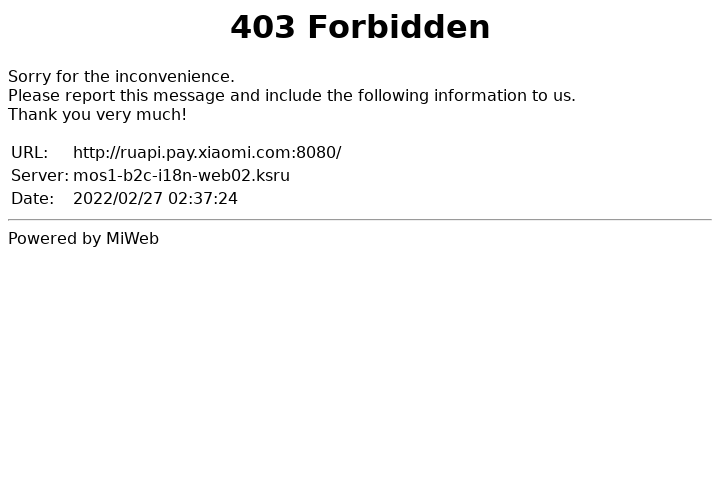 403 Forbidden
Sorry for the inconvenience.
Please report this message and include the following information to us.
Thank you very much!
URL: http://ruapi.pay.xiaomi.com:8080/
Server: mos1-b2c-i18n-web02.ksru
Date: 2022/02/27 02:37:24
Powered by MiWeb